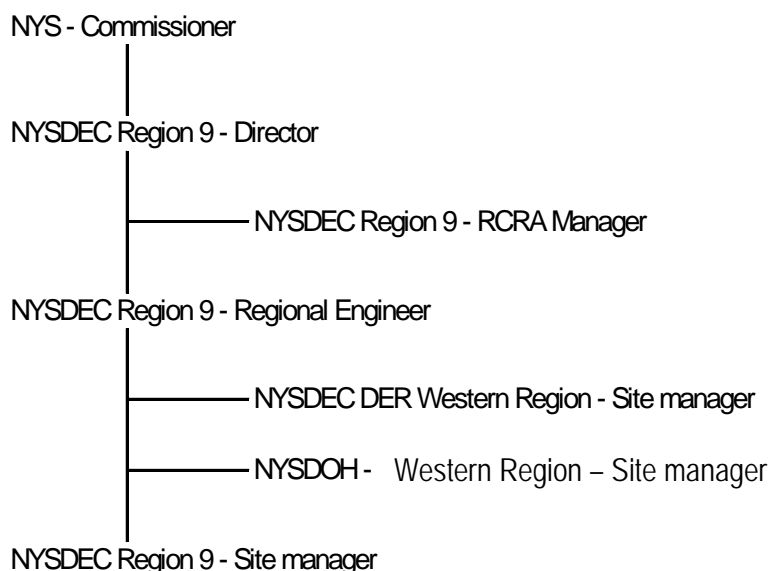 NYS - Commissioner
NYSDEC Region 9 - Director
NYSDEC Region 9 - RCRA Manager
NYSDEC Region 9 - Regional Engineer
NYSDEC DER Western Region - Site manager
NYSDOH - Western Region – Site manager
NYSDEC Region 9 - Site manager